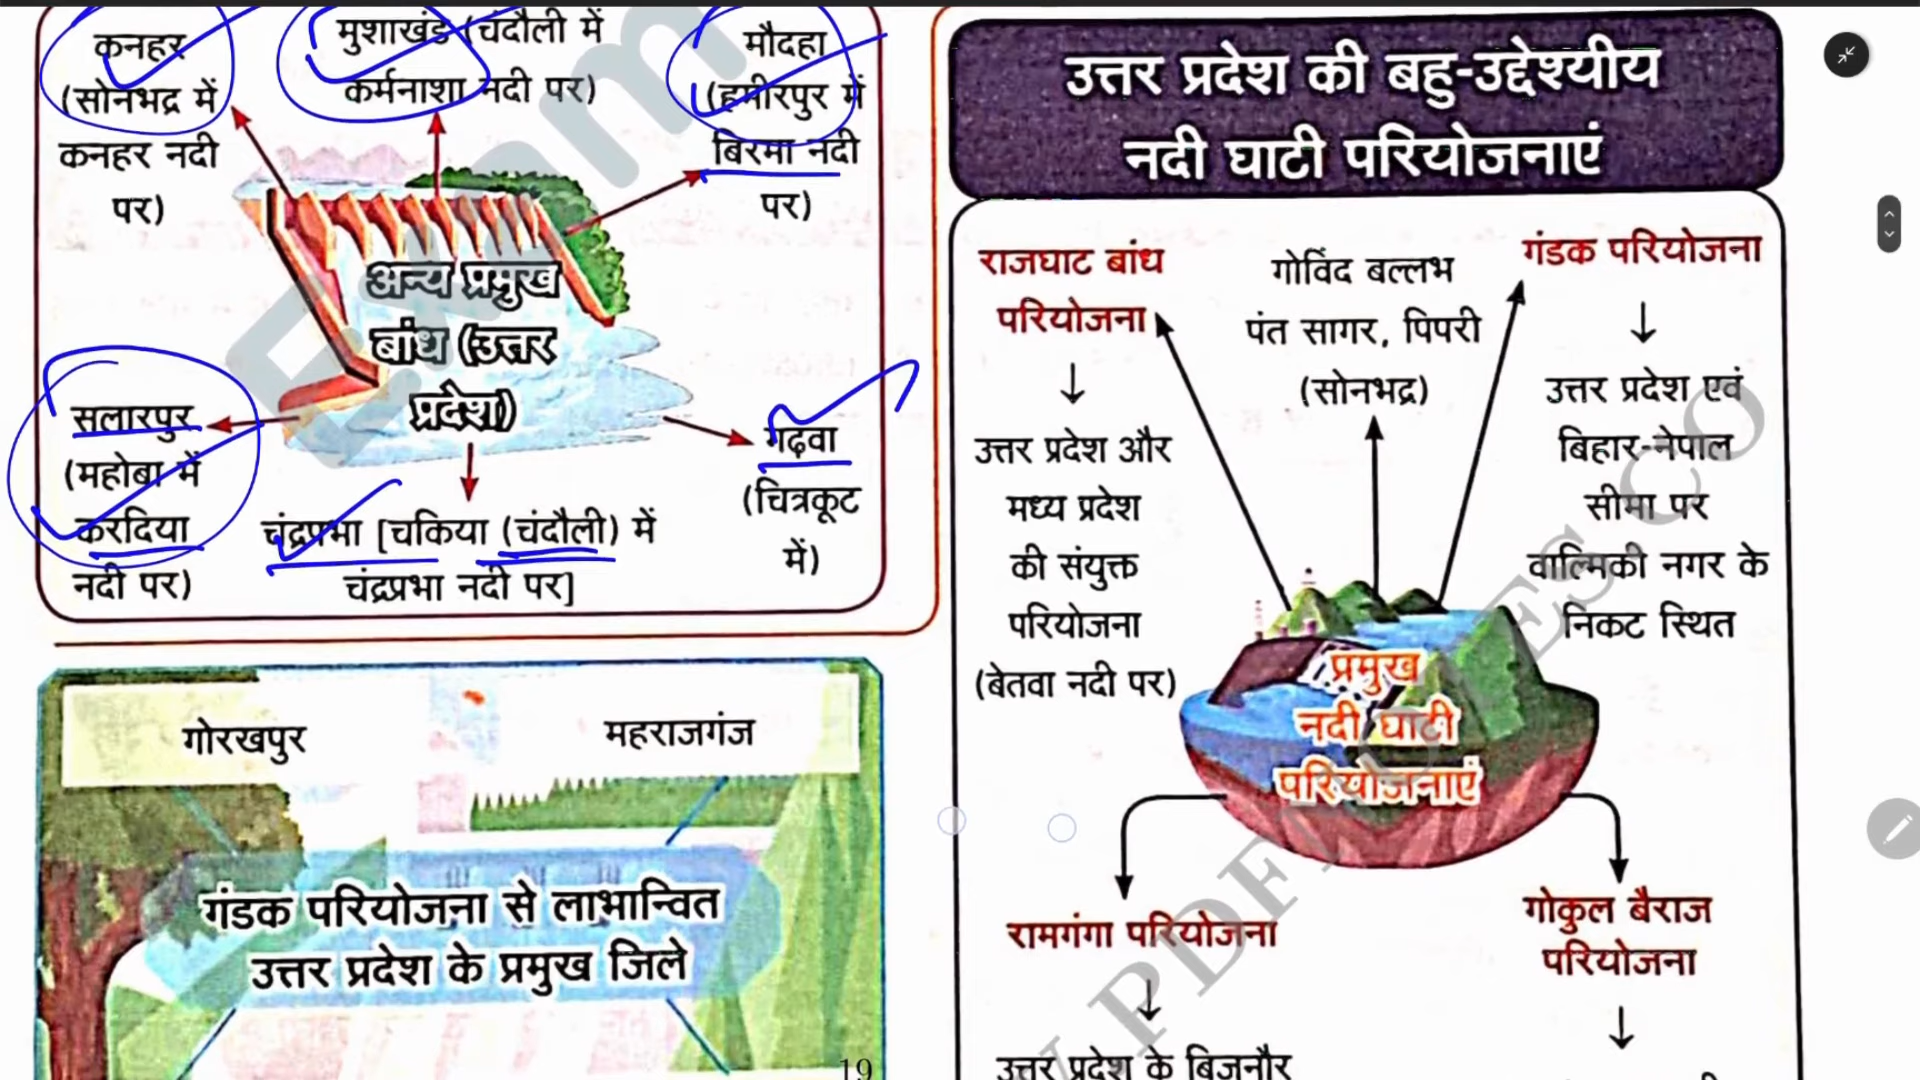 कनहर
(सोनभद्र में
कनहर नदी
पर)
मुशाखंड (चंदौली में
कर्मनाशा नदी पर)
मौदहा
(हमीरपुर में
बिरमा नदी
पर)
अन्य प्रमुख
बांध (उत्तर
प्रदेश)
सलारपुर
(महोबा में
करदिया
नदी पर)
चंद्रप्रभा [चकिया (चंदौली) में
चंद्रप्रभा नदी पर]
गढ़वा
(चित्रकूट
में)
गोरखपुर
महराजगंज
गंडक परियोजना से लाभान्वित
उत्तर प्रदेश के प्रमुख जिले
19
उत्तर प्रदेश की बहु-उद्देश्यीय
नदी घाटी परियोजनाएं
राजघाट बांध
परियोजना
उत्तर प्रदेश और
मध्य प्रदेश
की संयुक्त
परियोजना
(बेतवा नदी पर)
गोविंद बल्लभ
पंत सागर, पिपरी
(सोनभद्र)
गंडक परियोजना
उत्तर प्रदेश एवं
बिहार-नेपाल
सीमा पर
वाल्मिकी नगर के
निकट स्थित
प्रमुख
नदी घाटी
परियोजनाएं
रामगंगा परियोजना
उत्तर प्रदेश के बिजनौर
गोकुल बैराज
परियोजना
Exam